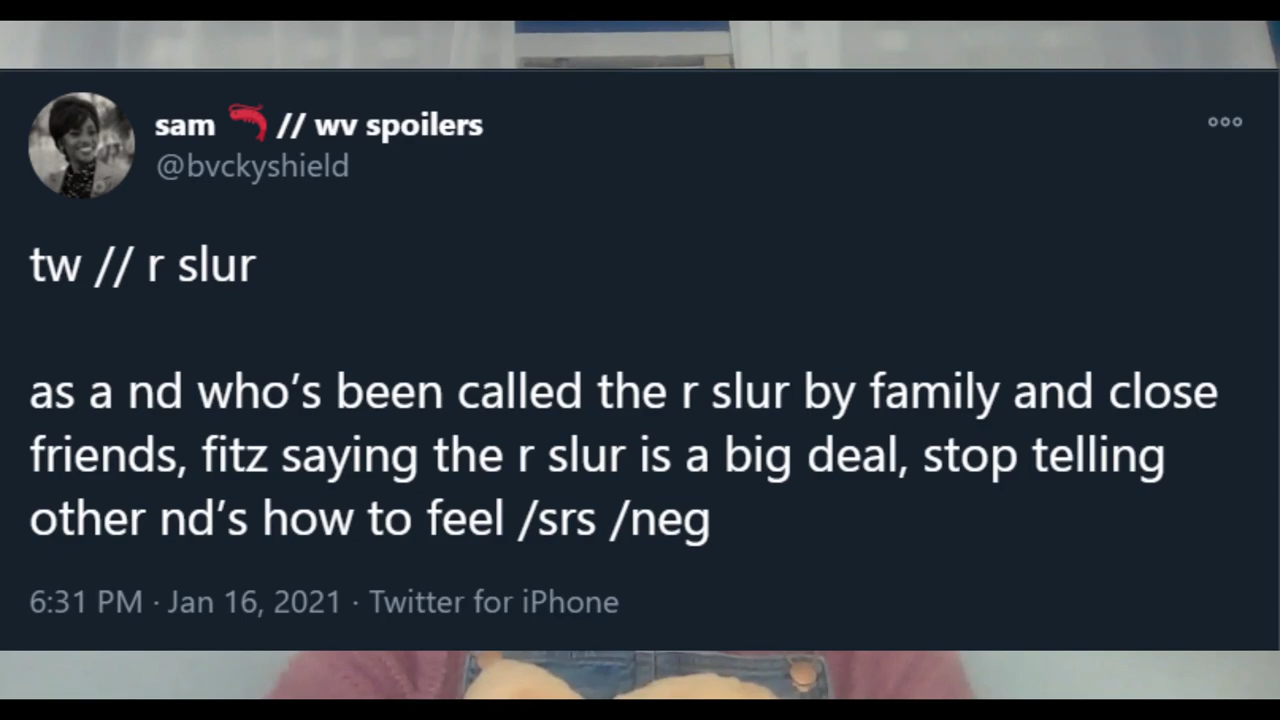 sam 🦐 // wv spoilers
@bvckyshield
tw // r slur
as a nd who’s been called the r slur by family and close
friends, fitz saying the r slur is a big deal, stop telling
other nd’s how to feel /srs /neg
6:31 PM · Jan 16, 2021 · Twitter for iPhone